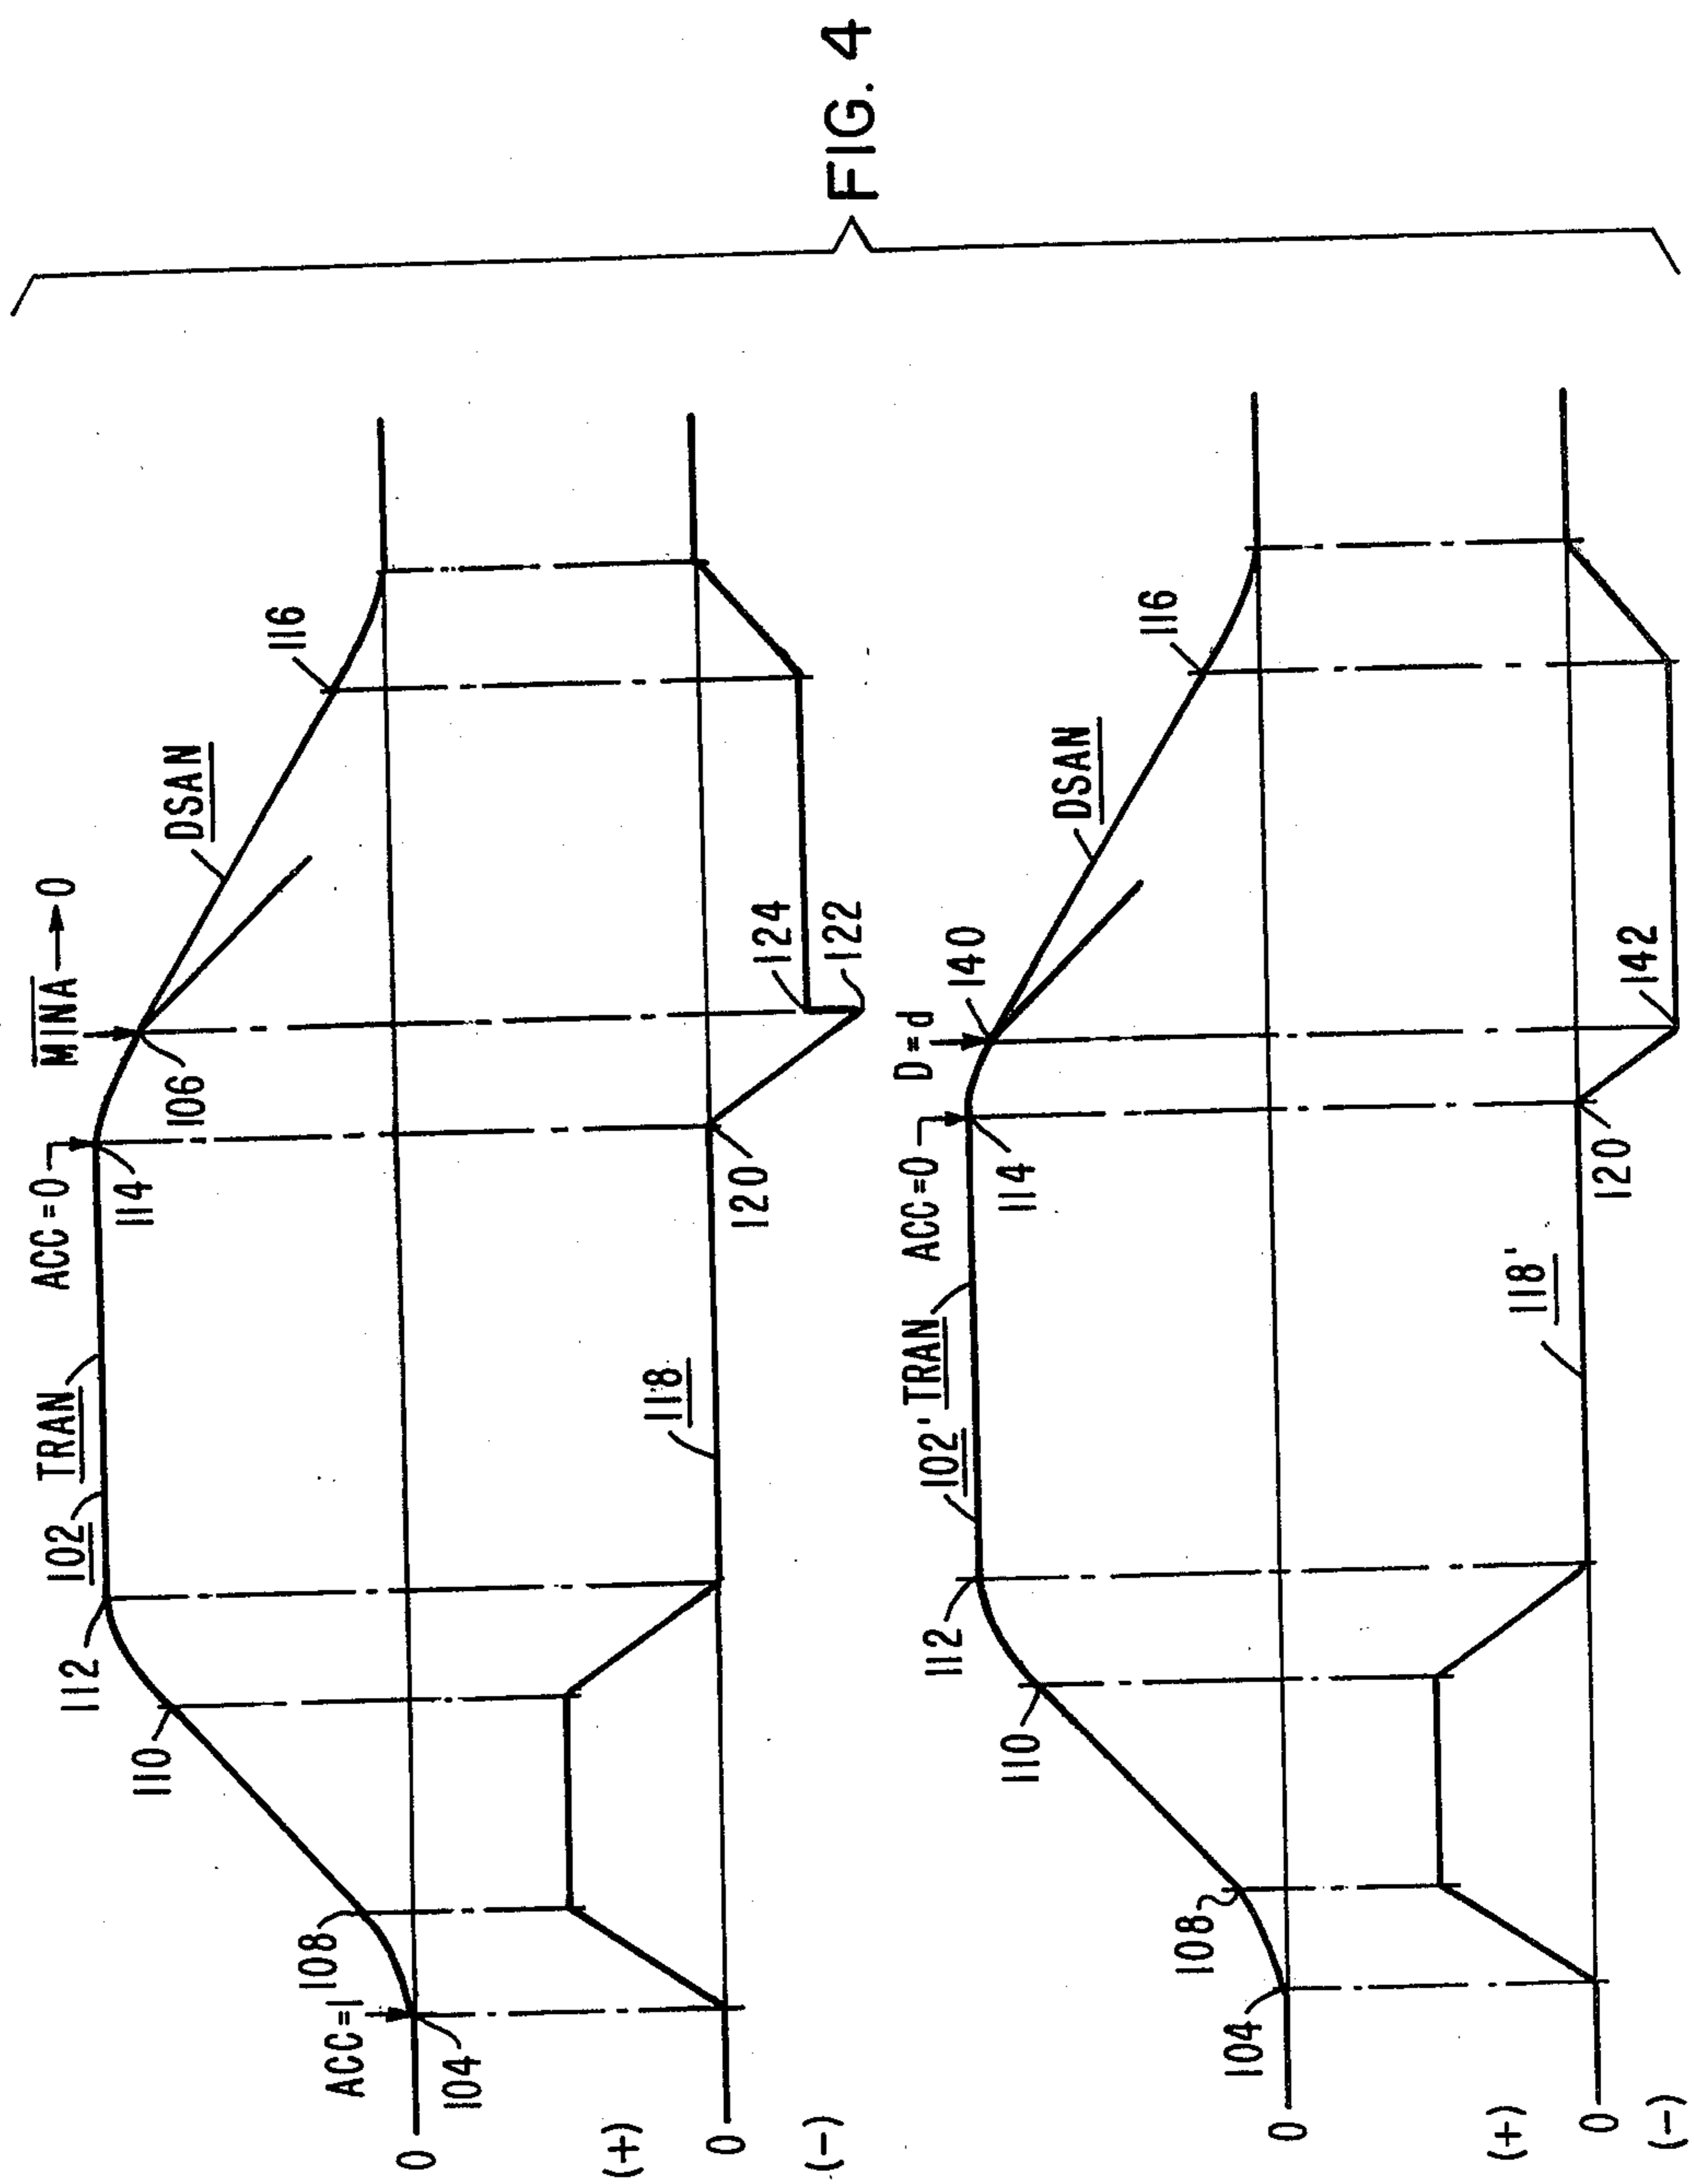 MINA → 0
ACC = 0
102 TRAN
112
114
106
DSAN
116
110
108
ACC = 1
104
0
(+)
118
120
124
122
0
(-)
D = d
ACC = 0
102' TRAN
112
114
140
DSAN
116
110
108
104
0
(+)
118'
120
142
0
(-)
FIG. 4